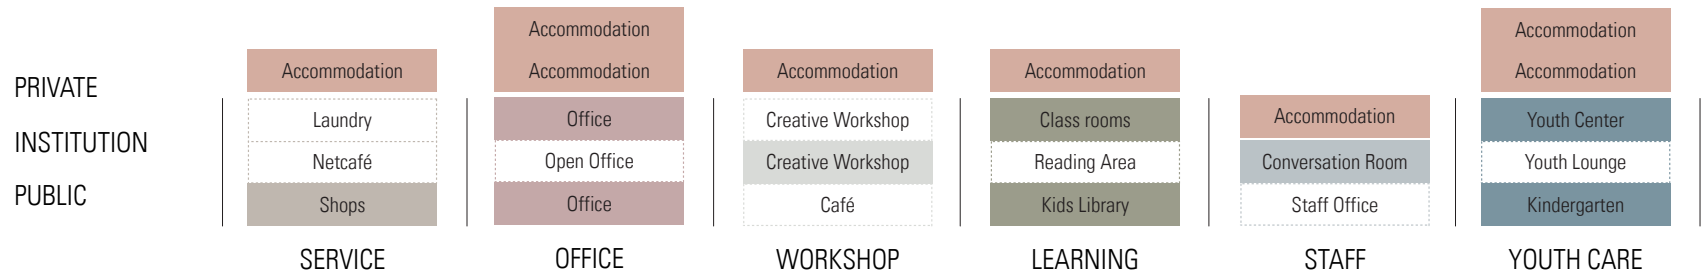 PRIVATE
INSTITUTION
PUBLIC
Accommodation
Laundry
Netcafé
Shops
SERVICE
Accommodation
Accommodation
Office
Open Office
Office
OFFICE
Accommodation
Creative Workshop
Creative Workshop
Café
WORKSHOP
Accommodation
Class rooms
Reading Area
Kids Library
LEARNING
Accommodation
Conversation Room
Staff Office
STAFF
Accommodation
Accommodation
Youth Center
Youth Lounge
Kindergarten
YOUTH CARE